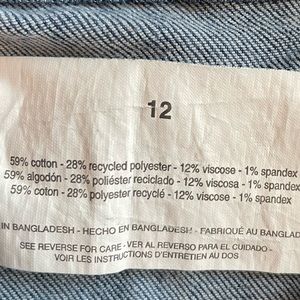 12
59% cotton - 28% recycled polyester - 12% viscose - 1% spandex
59% algodón - 28% poliéster reciclado - 12% viscosa - 1% spandex
59% coton - 28% polyester recyclé - 12% viscose - 1% spandex
IN BANGLADESH - HECHO EN BANGLADESH - FABRIQUÉ AU BANGLAD
SEE REVERSE FOR CARE - VER AL REVERSO PARA EL CUIDADO -
VOIR LES INSTRUCTIONS D'ENTRETIEN AU DOS